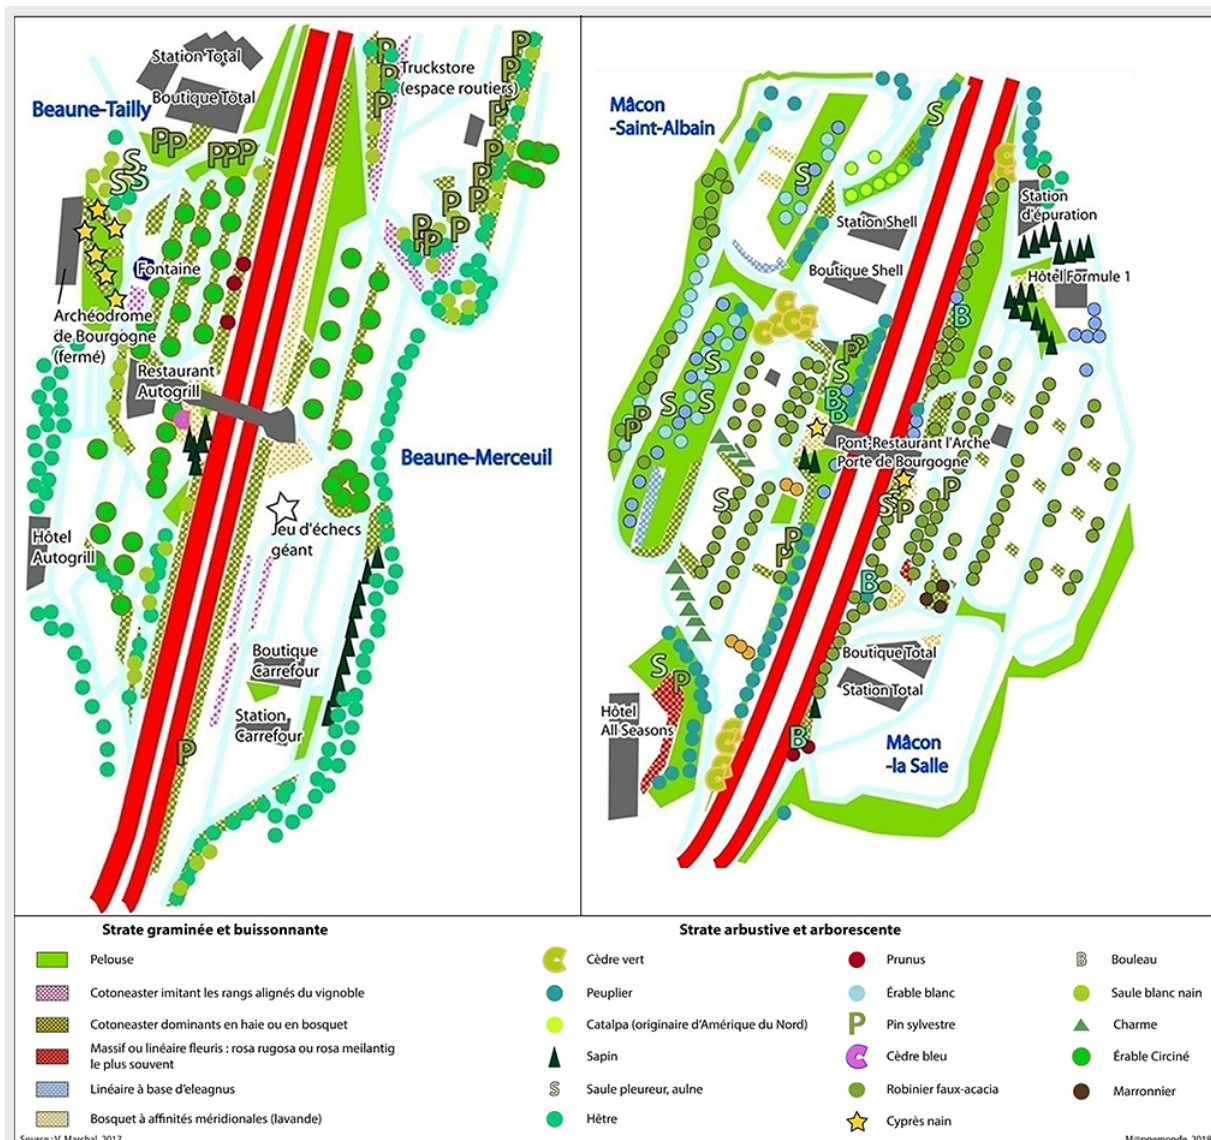 Station Total
Boutique Total
Beaune-Tailly
Truckstore
(espace routiers)
P P P P P
P P P P P
P P P P P
S S S S
Fontaine
Archéodrome
de Bourgogne
(fermé)
Restaurant
Autogrill
Beaune-Merceuil
Jeu d'échecs
géant
Hôtel
Autogrill
Boutique
Carrefour
Station
Carrefour
P
Mâcon
-Saint-Albain
Station
d'épuration
Station Shell
Boutique Shell
Hôtel Formule 1
Pont-Restaurant l'Arche
Porte de Bourgogne
Boutique Total
Station Total
Hôtel
All Seasons
Mâcon
-la Salle
Strate graminée et buissonnante
Pelouse
Cotoneaster imitant les rangs alignés du vignoble
Cotoneaster dominants en haie ou en bosquet
Massif ou linéaire fleuris : rosa rugosa ou rosa meilantig
le plus souvent
Linéaire à base d'eleagnus
Bosquet à affinités méridionales (lavande)
Strate arbustive et arborescente
Cèdre vert
Peuplier
Catalpa (originaire d'Amérique du Nord)
Sapin
S Saule pleureur, aulne
Hêtre
Prunus
Érable blanc
P Pin sylvestre
Cèdre bleu
Robinier faux-acacia
Cyprès nain
B Bouleau
Saule blanc nain
Charme
Érable Circiné
Marronnier
Source : V. Marchal, 2017
M@ppemonde, 2018